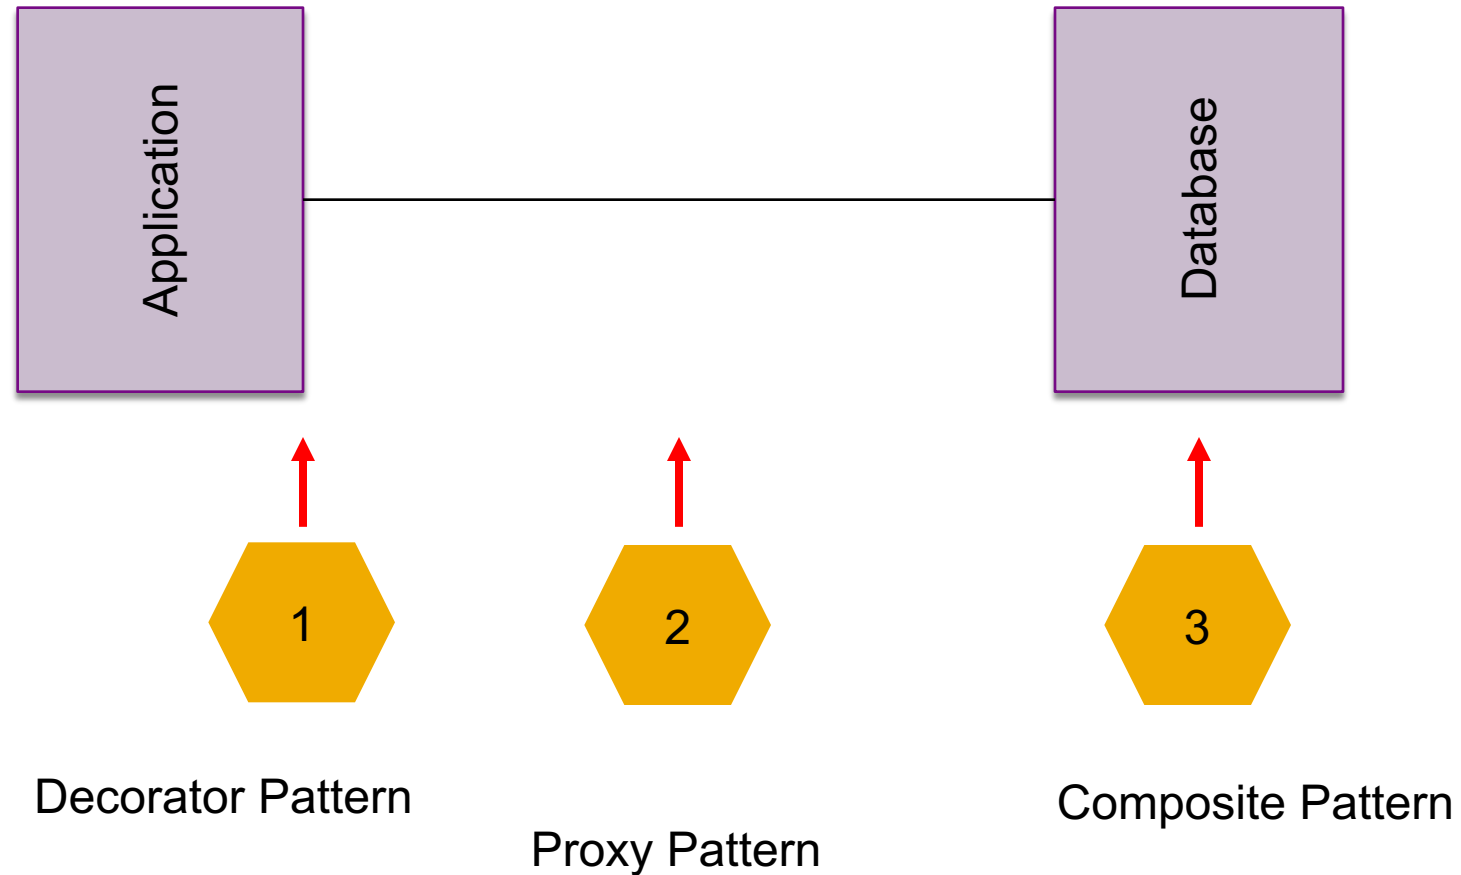 Application
Database
1
2
3
Decorator Pattern
Proxy Pattern
Composite Pattern